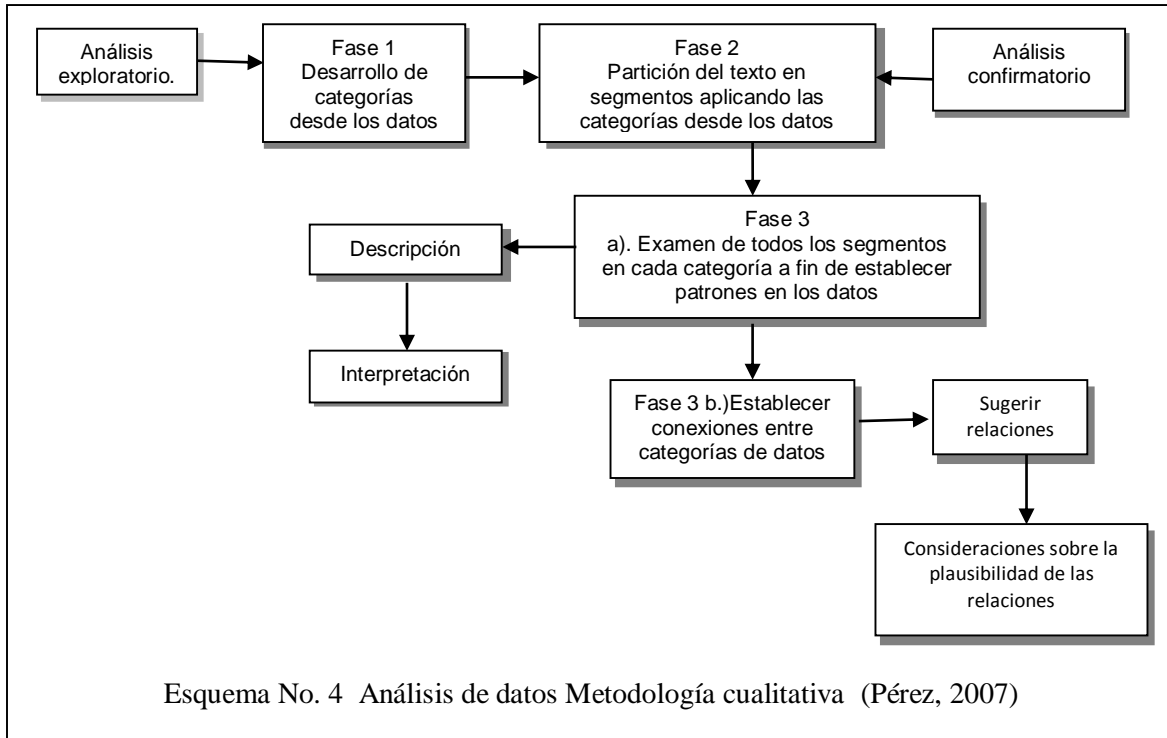 Análisis
exploratorio.
Fase 1
Desarrollo de
categorías
desde los datos
Fase 2
Partición del texto en
segmentos aplicando las
categorías desde los datos
Análisis
confirmatorio
Fase 3
a). Examen de todos los segmentos
en cada categoría a fin de establecer
patrones en los datos
Descripción
Interpretación
Fase 3 b.)Establecer
conexiones entre
categorías de datos
Sugerir
relaciones
Consideraciones sobre la
plausibilidad de las
relaciones
Esquema No. 4 Análisis de datos Metodología cualitativa (Pérez, 2007)